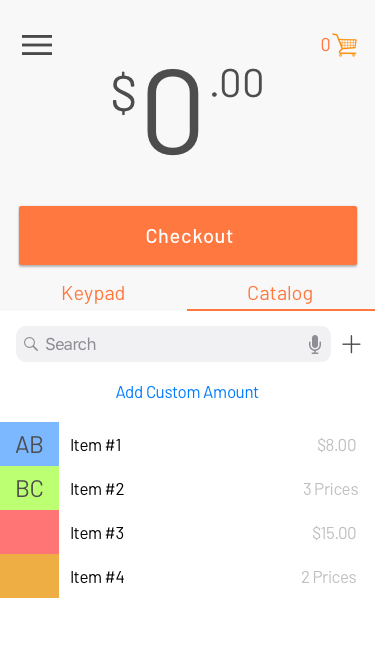 0
$0.00
Checkout
Keypad Catalog
Search
Add Custom Amount
AB Item #1 $8.00
BC Item #2 3 Prices
Item #3 $15.00
Item #4 2 Prices